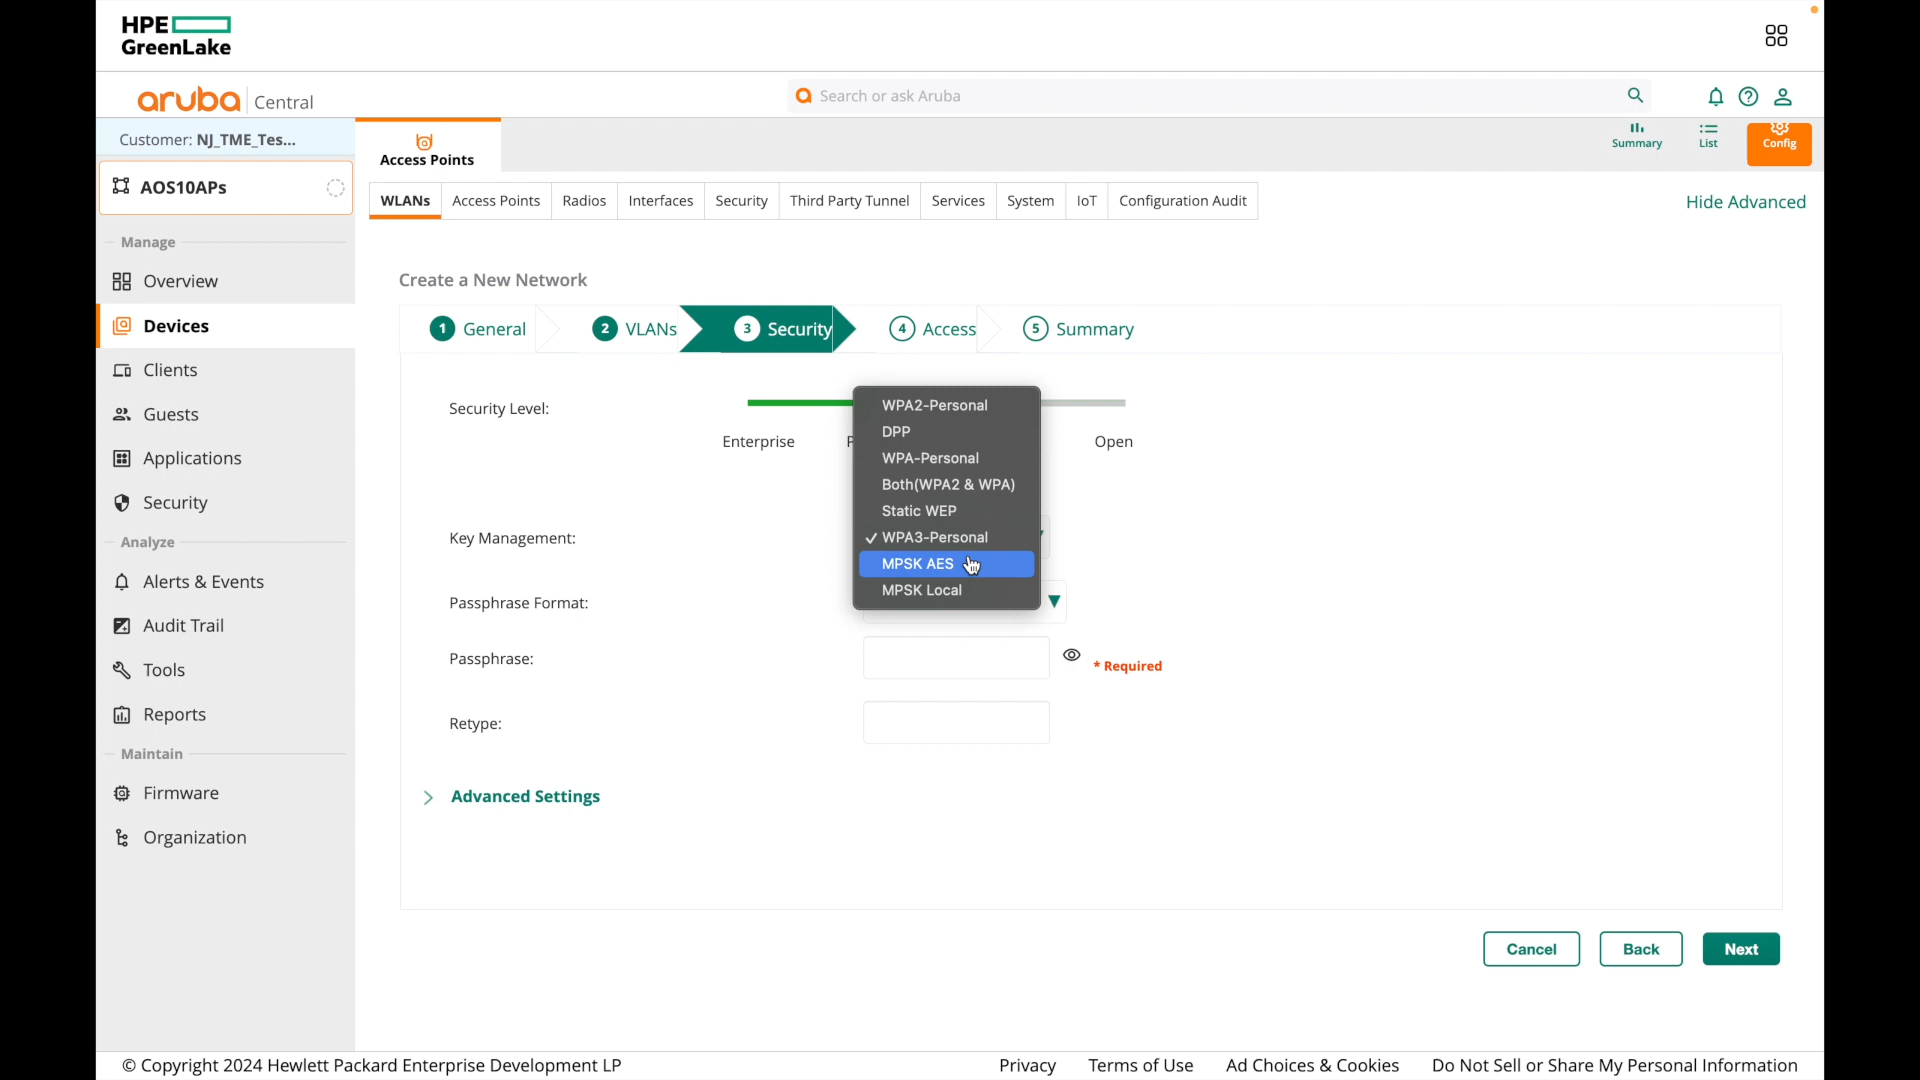 HPE
GreenLake
aruba Central
Search or ask Aruba
Customer: NJ_TME_Tes...
Access Points
Summary
List
Config
AOS10APs
WLANs
Access Points
Radios
Interfaces
Security
Third Party Tunnel
Services
System
IoT
Configuration Audit
Hide Advanced
Manage
Overview
Devices
Clients
Guests
Applications
Security
Analyze
Alerts & Events
Audit Trail
Tools
Reports
Maintain
Firmware
Organization
Create a New Network
1 General
2 VLANs
3 Security
4 Access
5 Summary
Security Level:
Enterprise
Open
WPA2-Personal
DPP
WPA-Personal
Both(WPA2 & WPA)
Static WEP
✓ WPA3-Personal
MPSK AES
MPSK Local
Key Management:
Passphrase Format:
Passphrase:
* Required
Retype:
Advanced Settings
Cancel
Back
Next
© Copyright 2024 Hewlett Packard Enterprise Development LP
Privacy
Terms of Use
Ad Choices & Cookies
Do Not Sell or Share My Personal Information